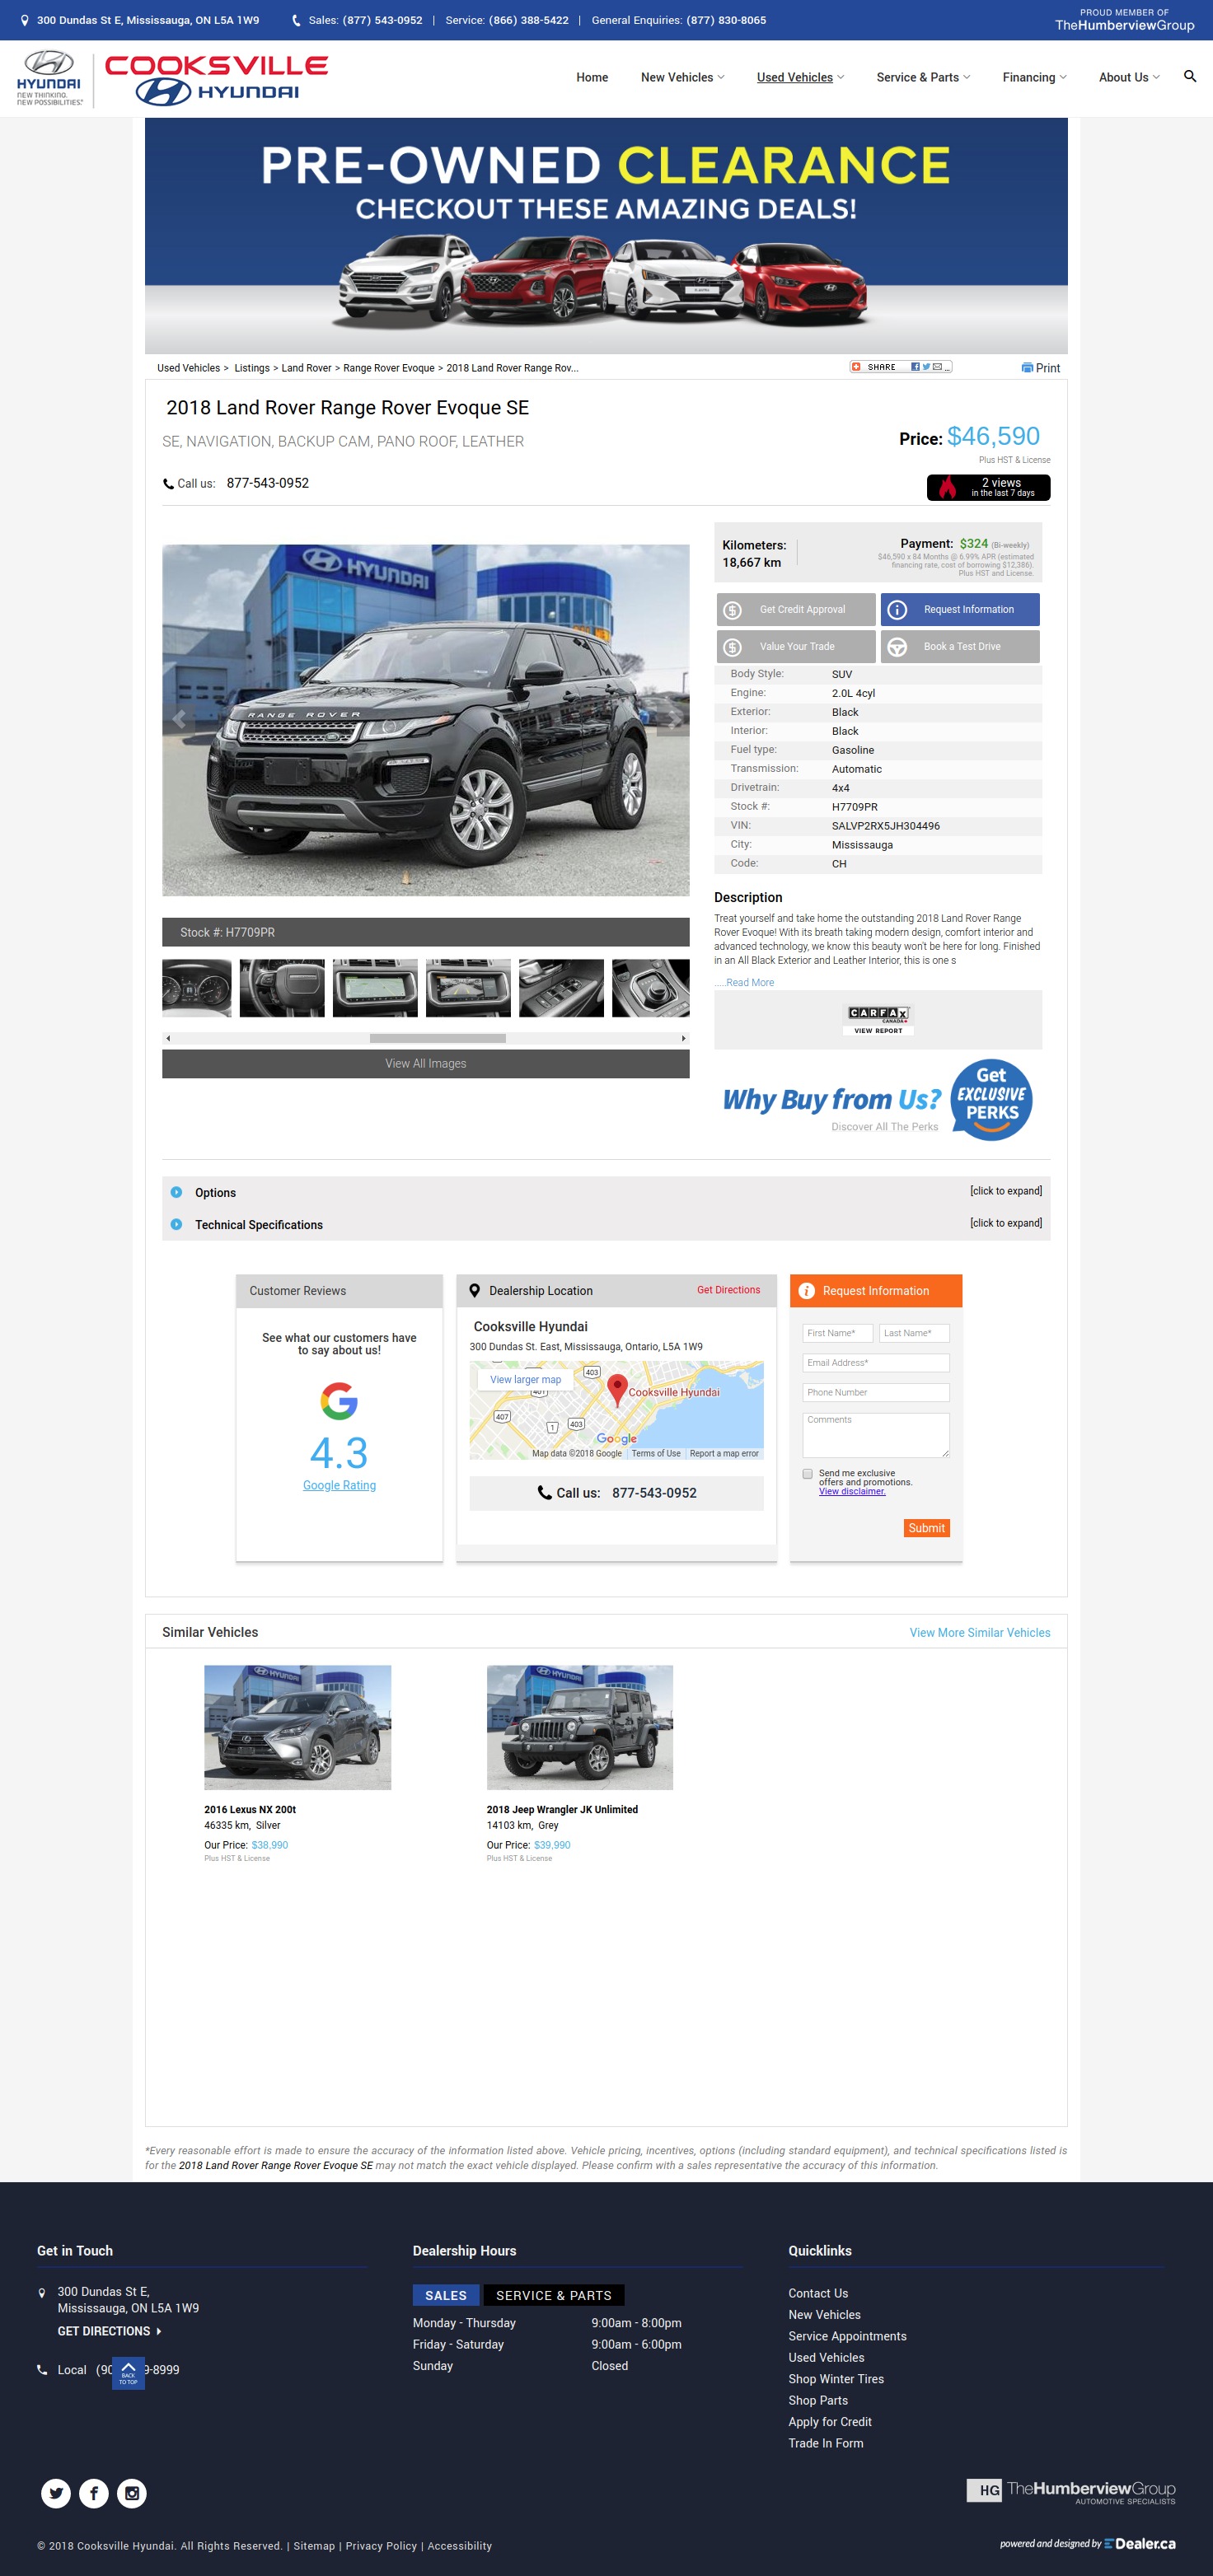 300 Dundas St E, Mississauga, ON L5A 1W9
Sales: (877) 543-0952 | Service: (866) 388-5422 | General Enquiries: (877) 830-8065
PROUD MEMBER OF
TheHumberviewGroup
HYUNDAI
NEW THINKING.
NEW POSSIBILITIES.
COOKSVILLE
HYUNDAI
Home
New Vehicles
Used Vehicles
Service & Parts
Financing
About Us
PRE-OWNED CLEARANCE
CHECKOUT THESE AMAZING DEALS!
Used Vehicles > Listings > Land Rover > Range Rover Evoque > 2018 Land Rover Range Rov...
SHARE
Print
2018 Land Rover Range Rover Evoque SE
SE, NAVIGATION, BACKUP CAM, PANO ROOF, LEATHER
Price: $46,590
Plus HST & License
Call us: 877-543-0952
2 views
in the last 7 days
HYUNDAI
RANGE ROVER
Kilometers:
18,667 km
Payment: $324 (Bi-weekly)
$46,590 x 84 Months @ 6.99% APR (estimated
financing rate, cost of borrowing $12,386).
Plus HST and License.
Get Credit Approval
Request Information
Value Your Trade
Book a Test Drive
Body Style: SUV
Engine: 2.0L 4cyl
Exterior: Black
Interior: Black
Fuel type: Gasoline
Transmission: Automatic
Drivetrain: 4x4
Stock #: H7709PR
VIN: SALVP2RX5JH304496
City: Mississauga
Code: CH
Description
Treat yourself and take home the outstanding 2018 Land Rover Range
Rover Evoque! With its breath taking modern design, comfort interior and
advanced technology, we know this beauty won't be here for long. Finished
in an All Black Exterior and Leather Interior, this is one s
.....Read More
Stock #: H7709PR
View All Images
CARFAX
CANADA
VIEW REPORT
Why Buy from Us?
Discover All The Perks
Get
EXCLUSIVE
PERKS
Options [click to expand]
Technical Specifications [click to expand]
Customer Reviews
See what our customers have
to say about us!
4.3
Google Rating
Dealership Location
Get Directions
Cooksville Hyundai
300 Dundas St. East, Mississauga, Ontario, L5A 1W9
View larger map
403
401
407
1
403
Cooksville Hyundai
Google
Map data ©2018 Google
Terms of Use
Report a map error
Call us: 877-543-0952
Request Information
First Name*
Last Name*
Email Address*
Phone Number
Comments
Send me exclusive
offers and promotions.
View disclaimer.
Submit
Similar Vehicles
View More Similar Vehicles
HYUNDAI
HYUNDAI
2016 Lexus NX 200t
46335 km, Silver
Our Price: $38,990
Plus HST & License
2018 Jeep Wrangler JK Unlimited
14103 km, Grey
Our Price: $39,990
Plus HST & License
*Every reasonable effort is made to ensure the accuracy of the information listed above. Vehicle pricing, incentives, options (including standard equipment), and technical specifications listed is
for the 2018 Land Rover Range Rover Evoque SE may not match the exact vehicle displayed. Please confirm with a sales representative the accuracy of this information.
Get in Touch
300 Dundas St E,
Mississauga, ON L5A 1W9
GET DIRECTIONS
Local (90 9-8999
BACK
TO TOP
Dealership Hours
SALES
SERVICE & PARTS
Monday - Thursday 9:00am - 8:00pm
Friday - Saturday 9:00am - 6:00pm
Sunday Closed
Quicklinks
Contact Us
New Vehicles
Service Appointments
Used Vehicles
Shop Winter Tires
Shop Parts
Apply for Credit
Trade In Form
HG TheHumberviewGroup
AUTOMOTIVE SPECIALISTS
© 2018 Cooksville Hyundai. All Rights Reserved. | Sitemap | Privacy Policy | Accessibility
powered and designed by EDealer.ca